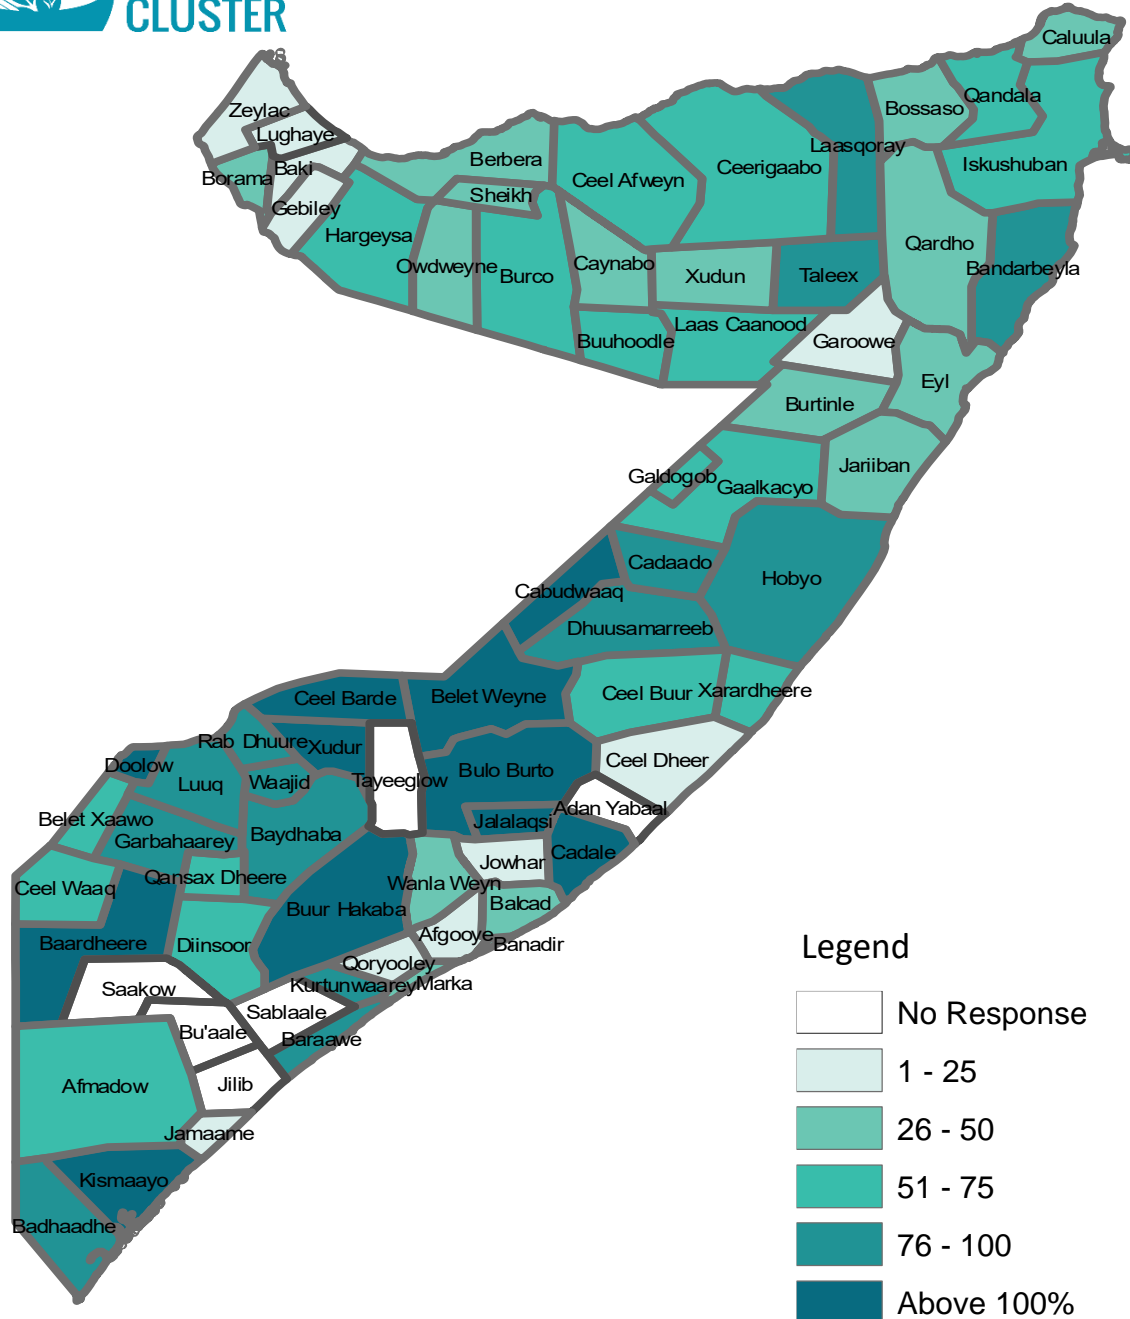 CLUSTER
Caluula
Qandala
Bossaso
Zeylac
Lughaye
Laasqoray
Berbera
Ceerigaabo
Iskushuban
Baki
Borama
Ceel Afweyn
Sheikh
Gebiley
Hargeysa
Qardho
Owdweyne
Caynabo
Bandarbeyla
Burco
Xudun
Taleex
Laas Caanood
Buuhoodle
Garoowe
Eyl
Burtinle
Jariiban
Galdogob
Gaalkacyo
Cadaado
Hobyo
Cabudwaaq
Dhuusamarreeb
Ceel Barde
Belet Weyne
Ceel Buur
Xarardheere
Rab Dhuure
Xudur
Ceel Dheer
Doolow
Bulo Burto
Luuq
Waajid
Tayeeglow
Adan Yabaal
Belet Xaawo
Jalalaqsi
Garbahaarey
Baydhaba
Cadale
Jowhar
Ceel Waaq
Qansax Dheere
Wanla Weyn
Balcad
Buur Hakaba
Afgooye
Baardheere
Diinsoor
Banadir
Qoryooley
Saakow
Kurtunwaarey
Marka
Sablaale
Bu'aale
Baraawe
Afmadow
Jilib
Jamaame
Kismaayo
Badhaadhe
Legend
No Response
1 - 25
26 - 50
51 - 75
76 - 100
Above 100%